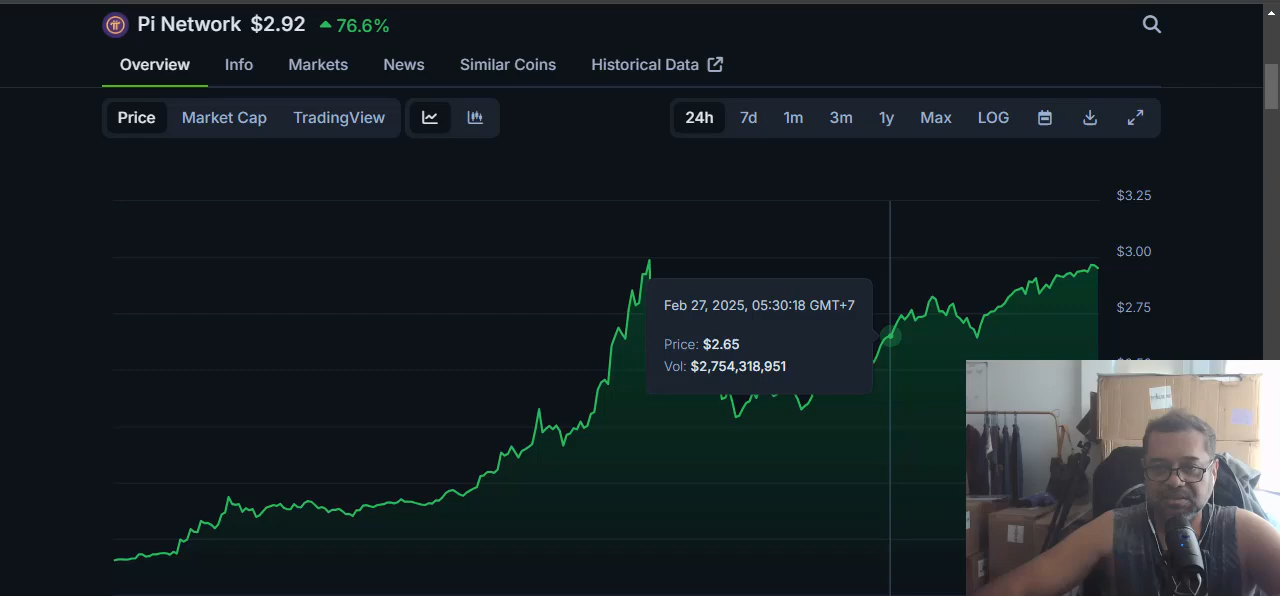 Pi Network $2.92 76.6%
Overview Info Markets News Similar Coins Historical Data
Price Market Cap TradingView 24h 7d 1m 3m 1y Max LOG
$3.25
$3.00
$2.75
Feb 27, 2025, 05:30:18 GMT+7
Price: $2.65
Vol: $2,754,318,951